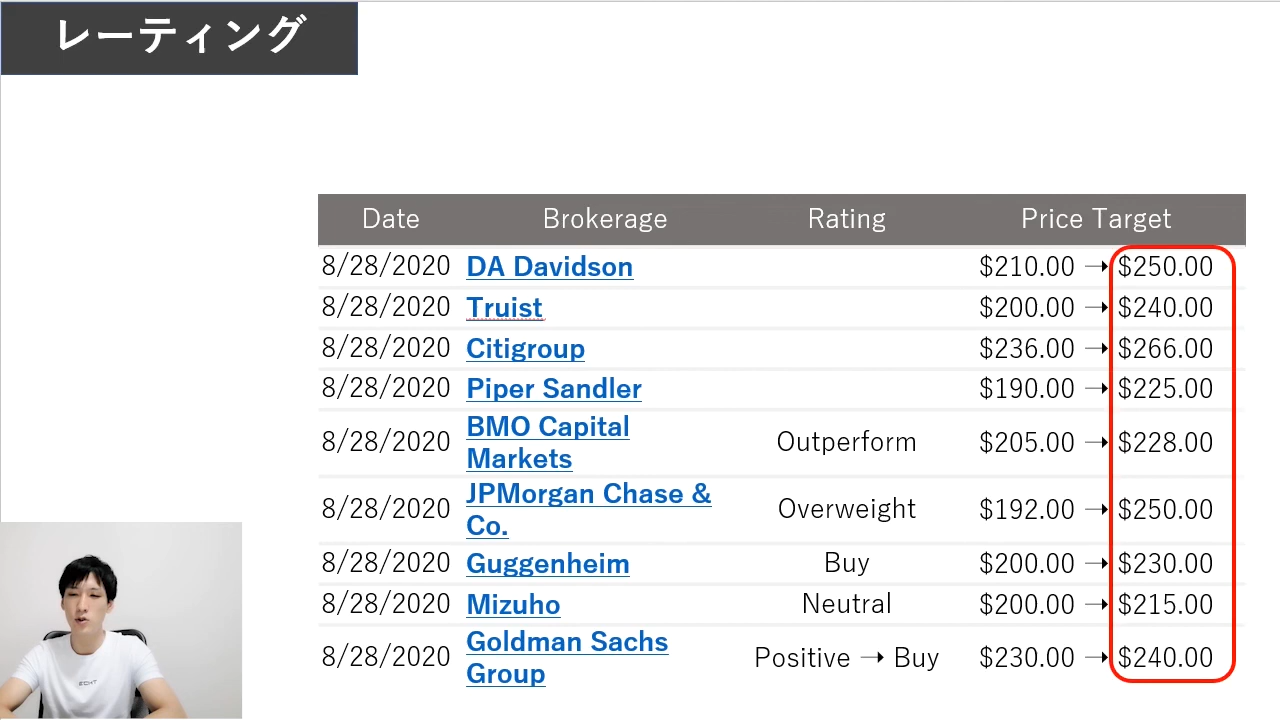 レーティング
Date Brokerage Rating Price Target
8/28/2020 DA Davidson $210.00 → $250.00
8/28/2020 Truist $200.00 → $240.00
8/28/2020 Citigroup $236.00 → $266.00
8/28/2020 Piper Sandler $190.00 → $225.00
8/28/2020 BMO Capital Markets Outperform $205.00 → $228.00
8/28/2020 JPMorgan Chase & Co. Overweight $192.00 → $250.00
8/28/2020 Guggenheim Buy $200.00 → $230.00
8/28/2020 Mizuho Neutral $200.00 → $215.00
8/28/2020 Goldman Sachs Group Positive → Buy $230.00 → $240.00